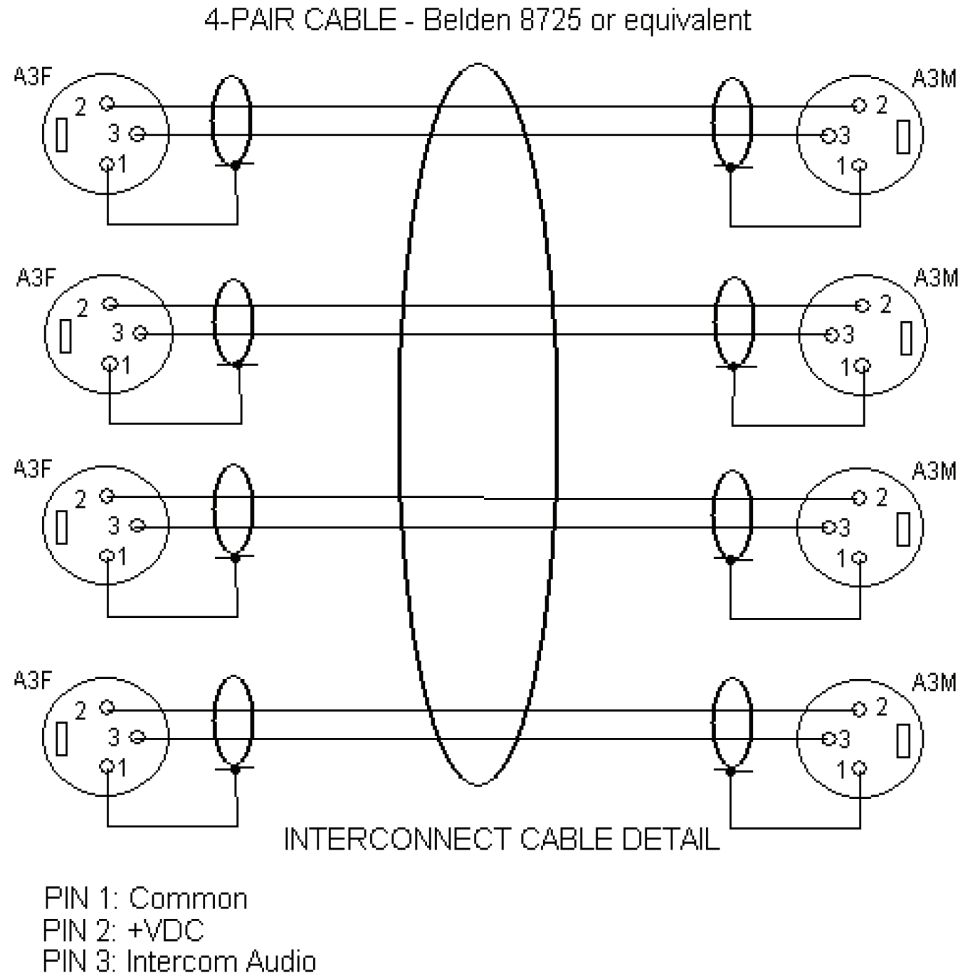 4-PAIR CABLE - Belden 8725 or equivalent
A3F
A3M
2
2
3
3
1
1
A3F
A3M
2
2
3
3
1
1
A3F
A3M
2
2
3
3
1
1
A3F
A3M
2
2
3
3
1
1
INTERCONNECT CABLE DETAIL
PIN 1: Common
PIN 2: +VDC
PIN 3: Intercom Audio